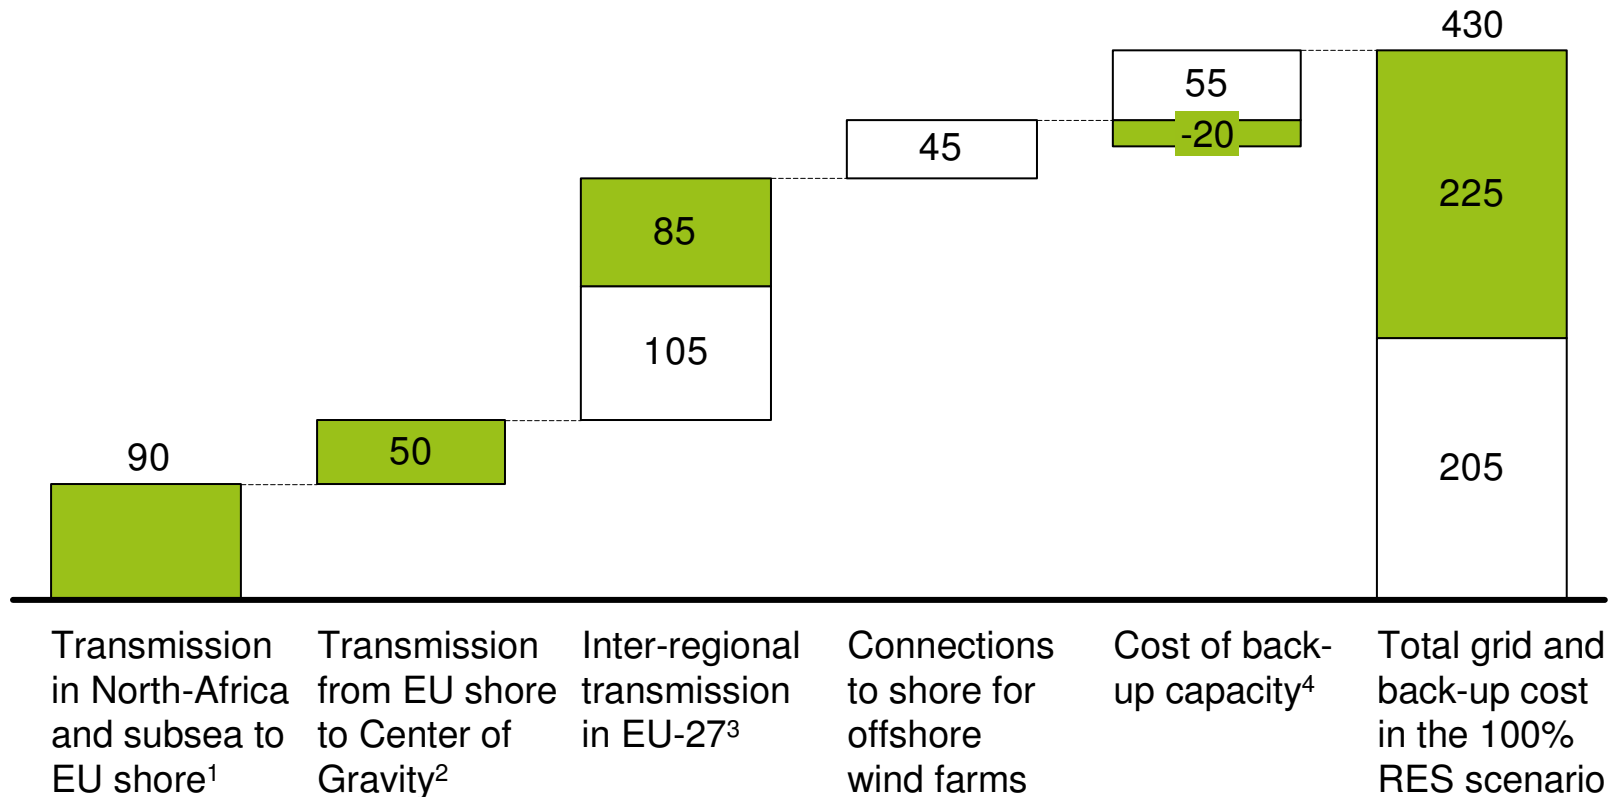 430
55
-20
45
225
85
105
205
90
50
Transmission
in North-Africa
and subsea to
EU shore¹
Transmission
from EU shore
to Center of
Gravity²
Inter-regional
transmission
in EU-27³
Connections
to shore for
offshore
wind farms
Cost of back-
up capacity⁴
Total grid and
back-up cost
in the 100%
RES scenario